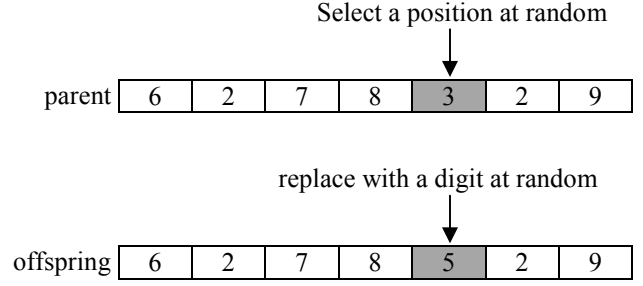 Select a position at random
parent 6 2 7 8 3 2 9
replace with a digit at random
offspring 6 2 7 8 5 2 9